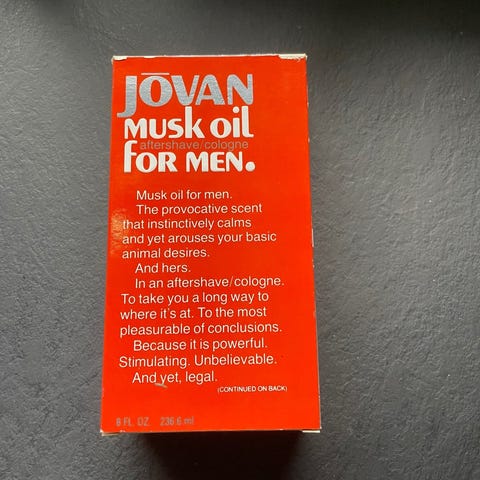 JŌVAN
Musk oil
aftershave/cologne
FOR MEN.
Musk oil for men.
The provocative scent
that instinctively calms
and yet arouses your basic
animal desires.
And hers.
In an aftershave/cologne.
To take you a long way to
where it's at. To the most
pleasurable of conclusions.
Because it is powerful.
Stimulating. Unbelievable.
And yet, legal.
(CONTINUED ON BACK)
8 FL. OZ. 236.6 ml